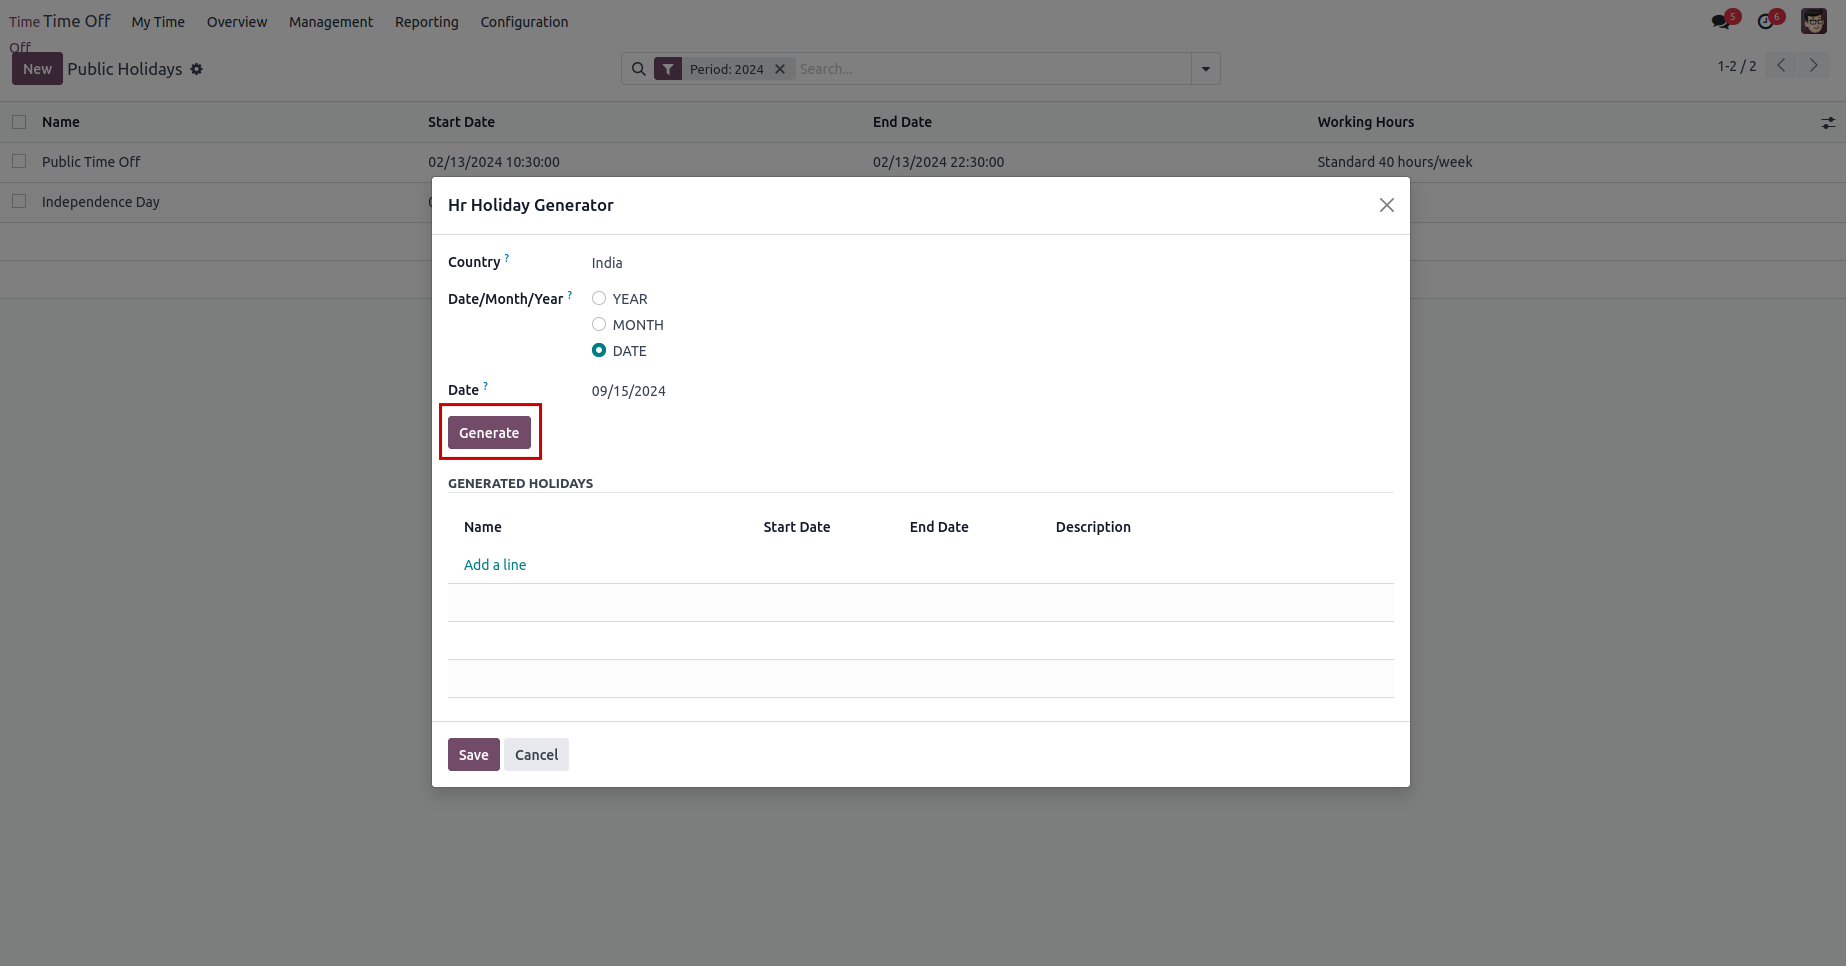 Time Off Time Off My Time Overview Management Reporting Configuration 5 6
New Public Holidays Period: 2024 Search... 1-2 / 2
Name Start Date End Date Working Hours
Public Time Off 02/13/2024 10:30:00 02/13/2024 22:30:00 Standard 40 hours/week
Independence Day
Hr Holiday Generator
Country ? India
Date/Month/Year ? YEAR
MONTH
DATE
Date ? 09/15/2024
Generate
GENERATED HOLIDAYS
Name Start Date End Date Description
Add a line
Save Cancel